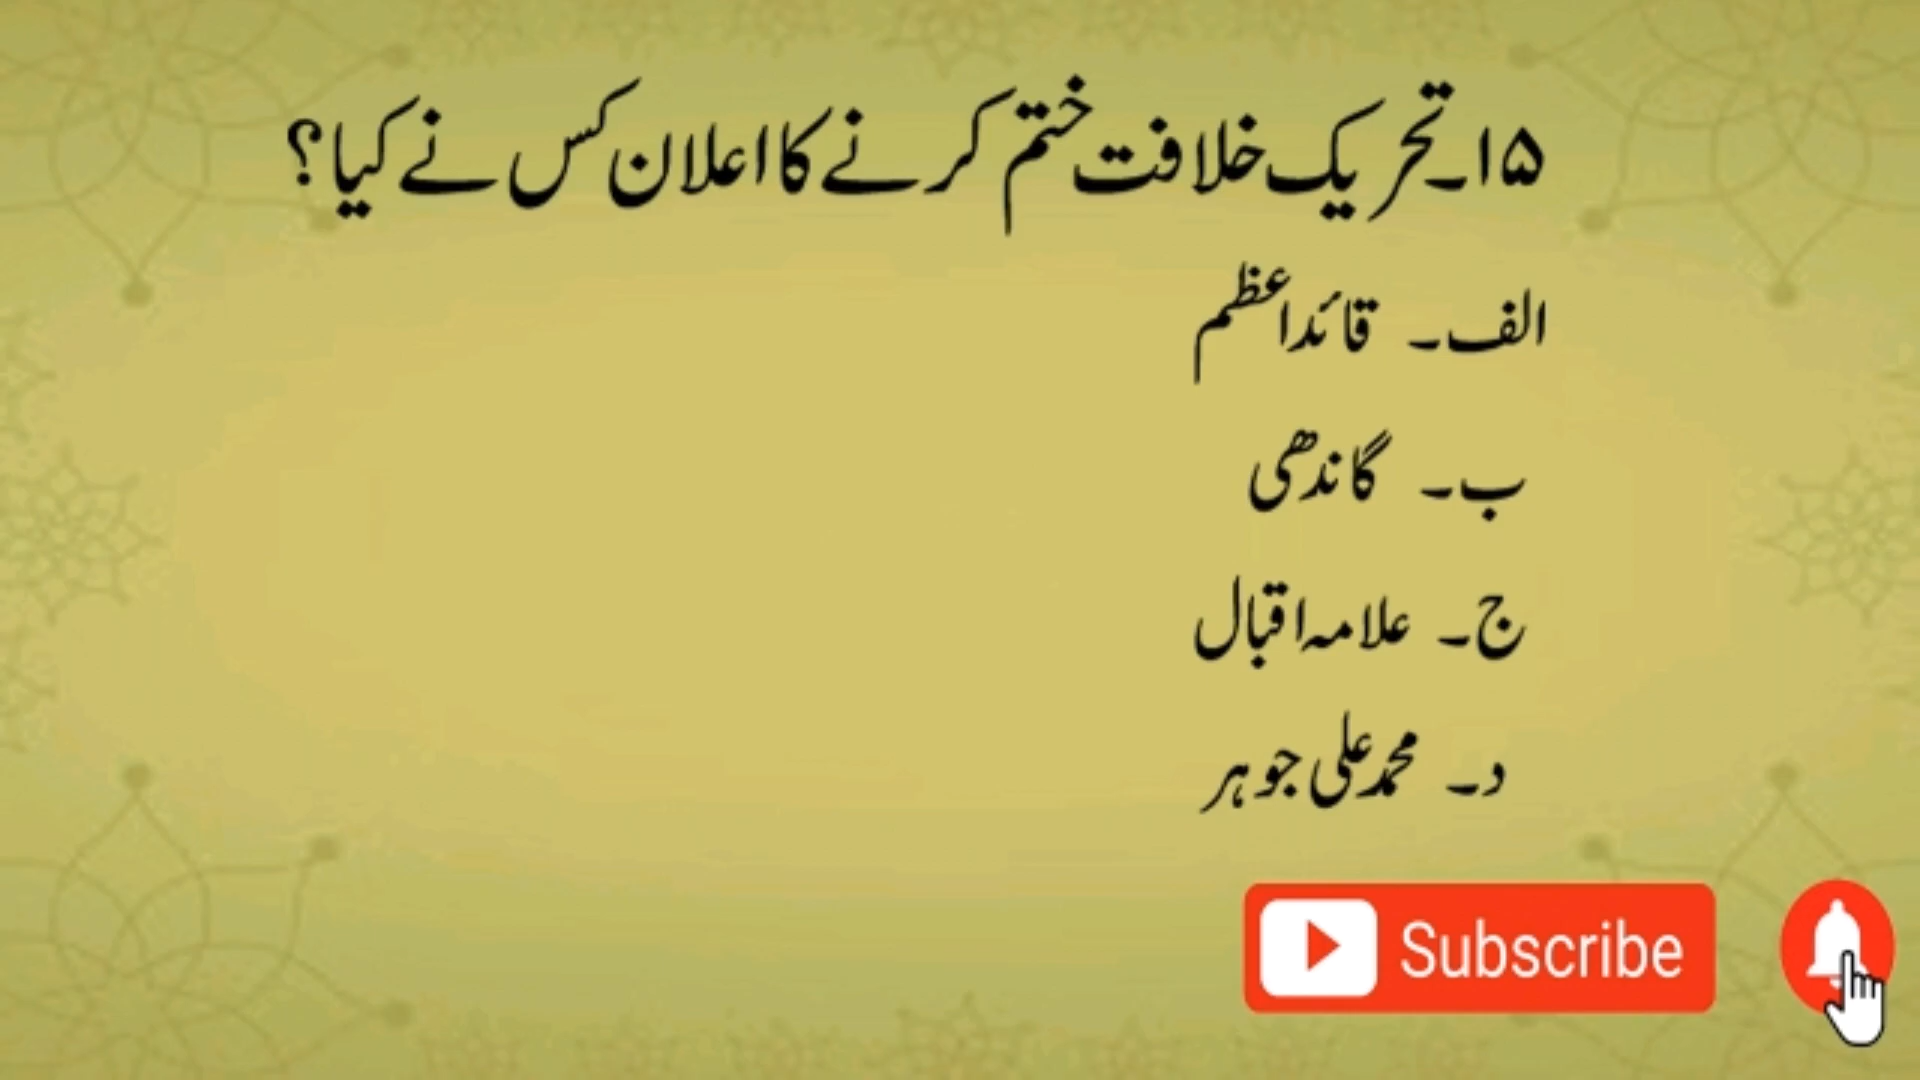 ۱۵۔تحریک خلافت ختم کرنے کا اعلان کس نے کیا؟
الف۔ قائداعظم
ب۔ گاندھی
ج۔ علامہ اقبال
د۔ محمد علی جوہر
Subscribe